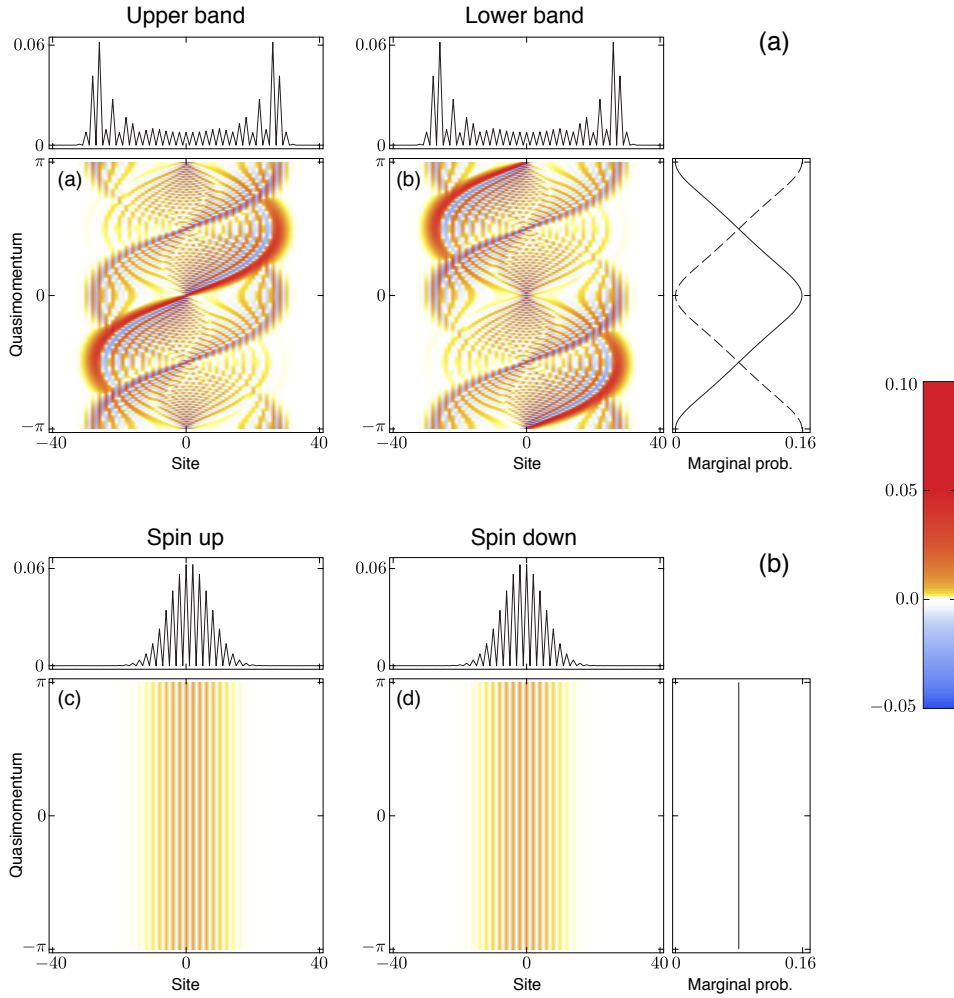 Upper band
Lower band
(a)
0.06
0
0.06
0
(a)
(b)
π
0
−π
Quasimomentum
−40
0
40
Site
−40
0
40
Site
0
0.16
Marginal prob.
0.10
0.05
0.0
−0.05
Spin up
Spin down
(b)
0.06
0
0.06
0
(c)
(d)
π
0
−π
Quasimomentum
π
0
−π
−40
0
40
Site
−40
0
40
Site
0
0.16
Marginal prob.